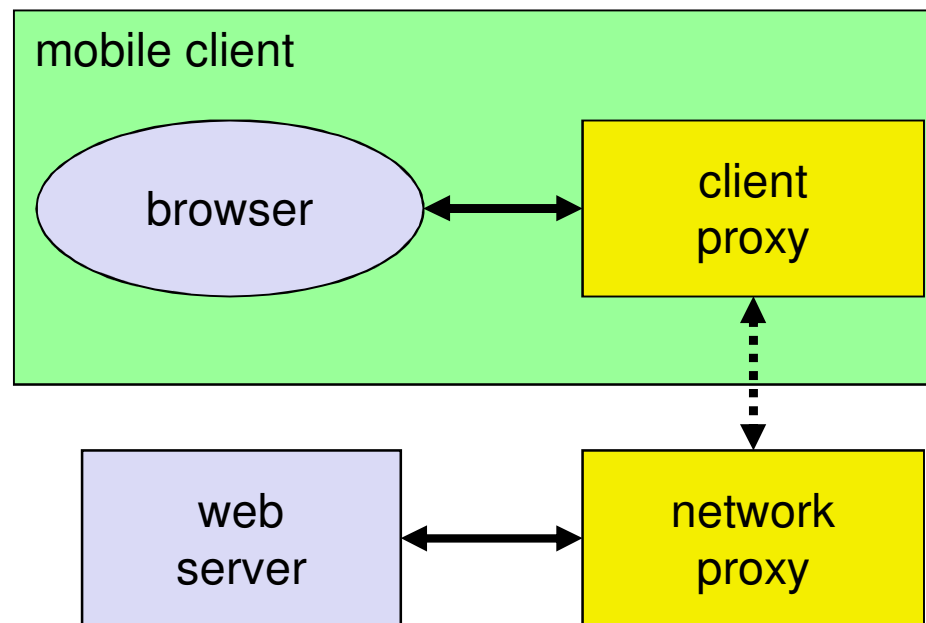 mobile client
browser
client
proxy
web
server
network
proxy